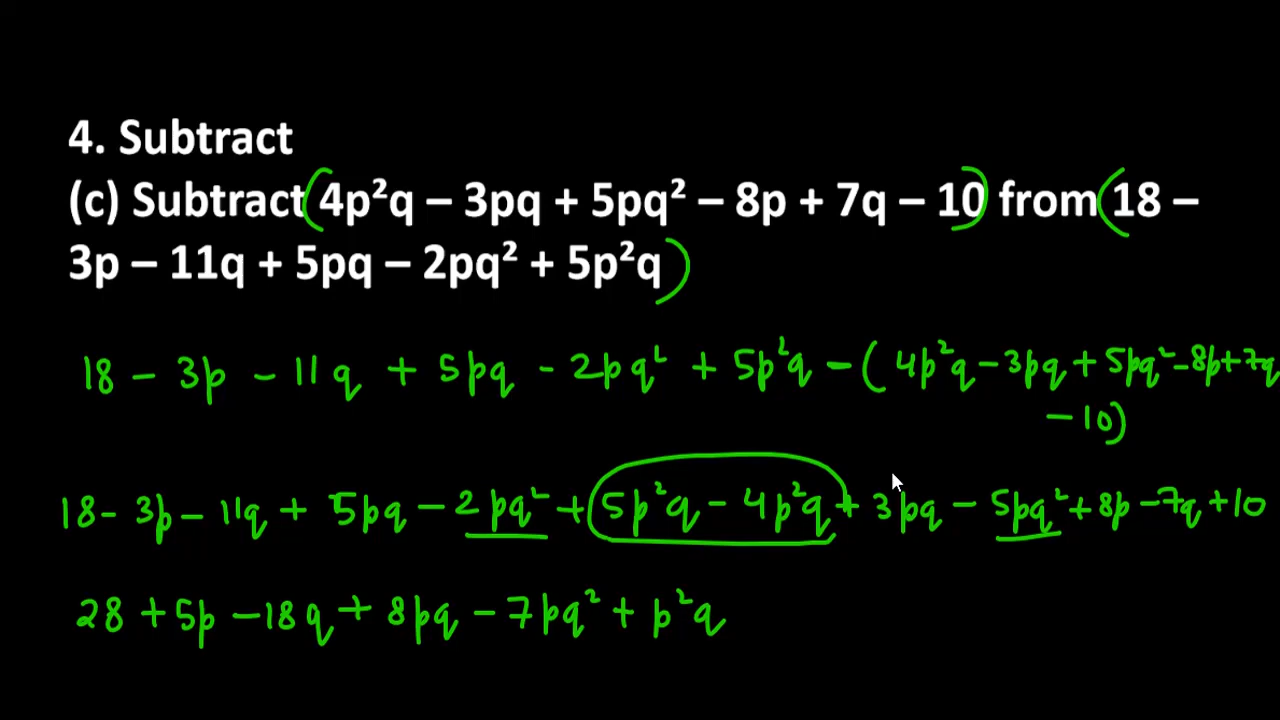 4. Subtract
(c) Subtract (4p²q – 3pq + 5pq² – 8p + 7q – 10) from (18 –
3p – 11q + 5pq – 2pq² + 5p²q)
18 - 3p - 11q + 5pq - 2pq² + 5p²q - (4p²q - 3pq + 5pq² - 8p + 7q
- 10)
18 - 3p - 11q + 5pq - 2pq² + 5p²q - 4p²q + 3pq - 5pq² + 8p - 7q + 10
28 + 5p - 18q + 8pq - 7pq² + p²q